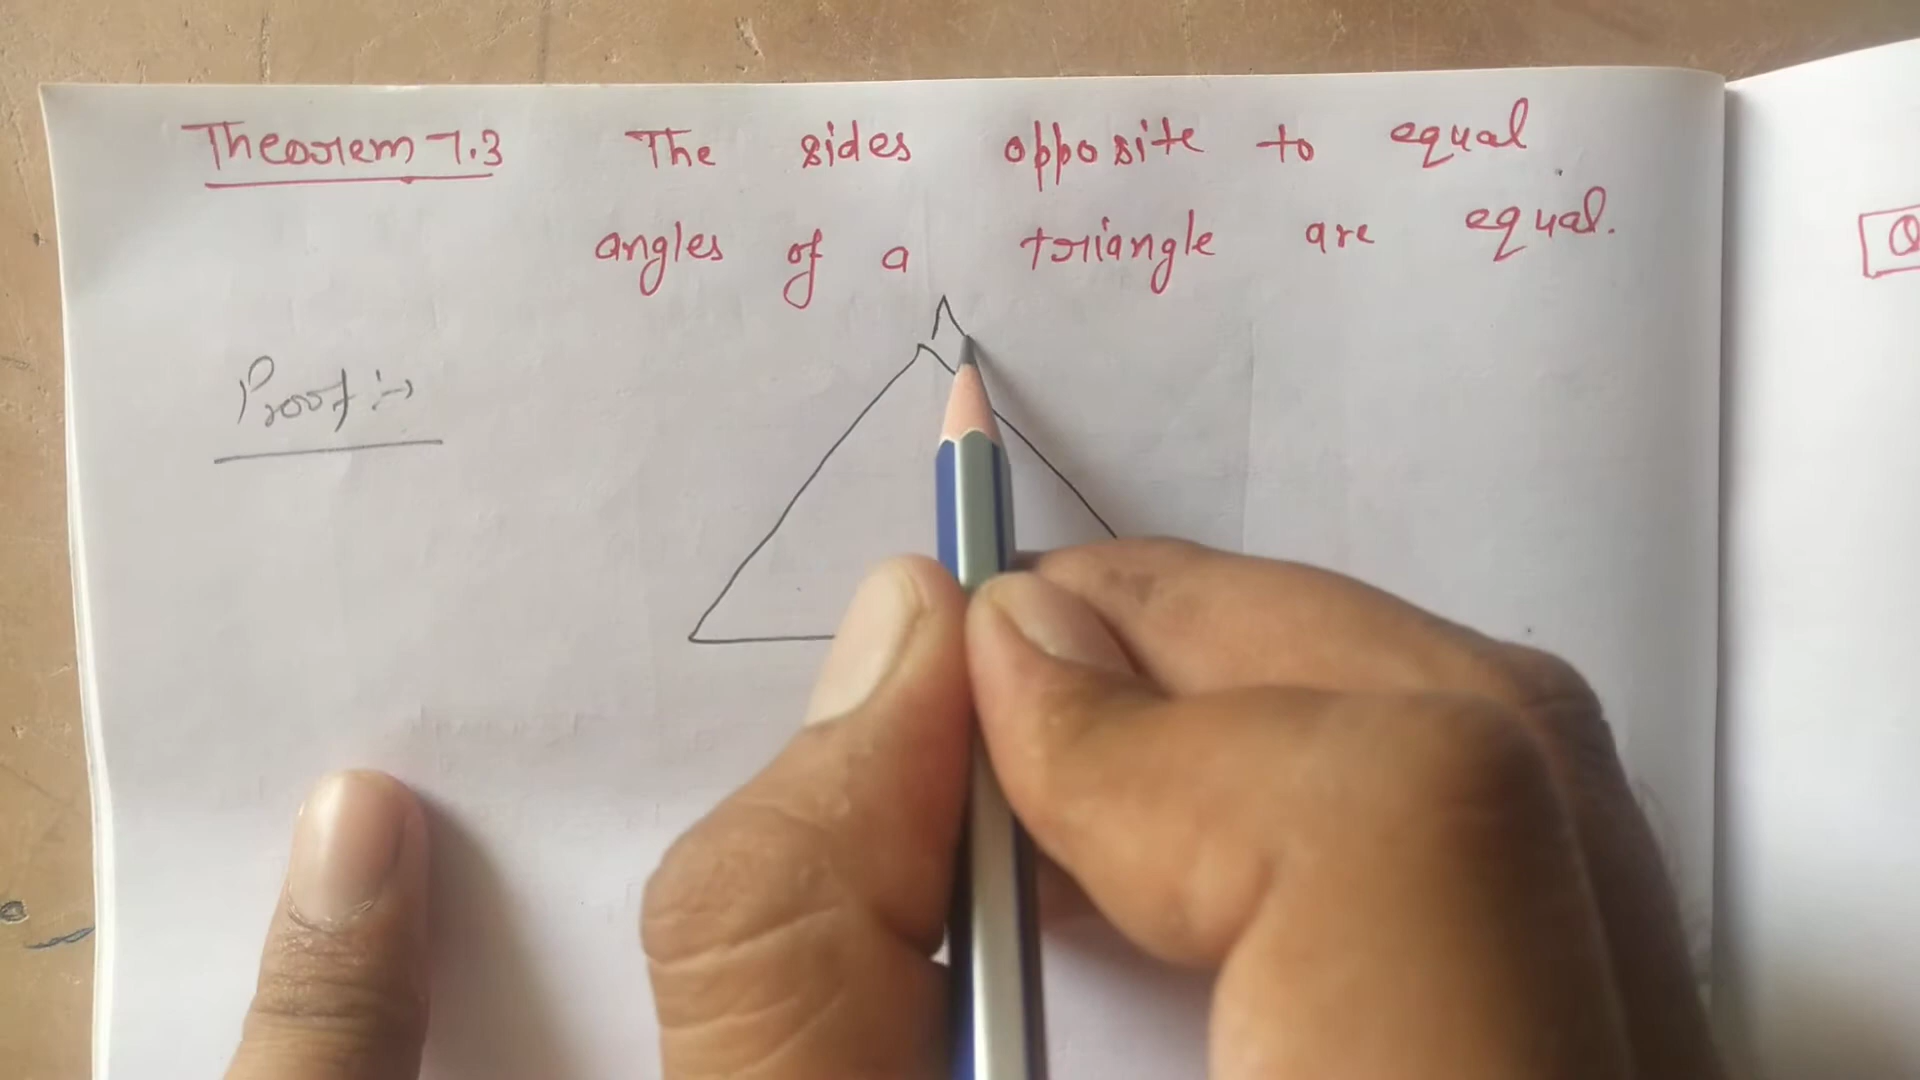 Theorem 7.3 The sides opposite to equal
angles of a triangle are equal.
Proof :-